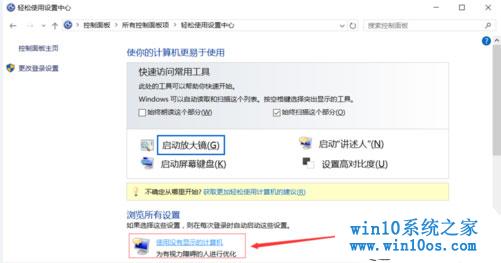 轻松使用设置中心
控制面板 › 所有控制面板项 › 轻松使用设置中心
搜索控制面板
控制面板主页
更改登录设置
使你的计算机更易于使用
快速访问常用工具
此处的工具可以帮助你快速开始。
Windows 可以自动读取和扫描这个列表。按空格键选择突出显示的工具。
始终朗读这个部分(W)
始终扫描这个部分(O)
启动放大镜(G)
启动"讲述人"(N)
启动屏幕键盘(K)
设置高对比度(U)
不确定从哪里开始? 获取更加轻松使用计算机的建议(R)
浏览所有设置
如果选择这些设置，则在每次登录时自动启动这些设置。
使用没有显示的计算机
为有视力障碍的人进行优化
win10系统之家
www.win10os.com